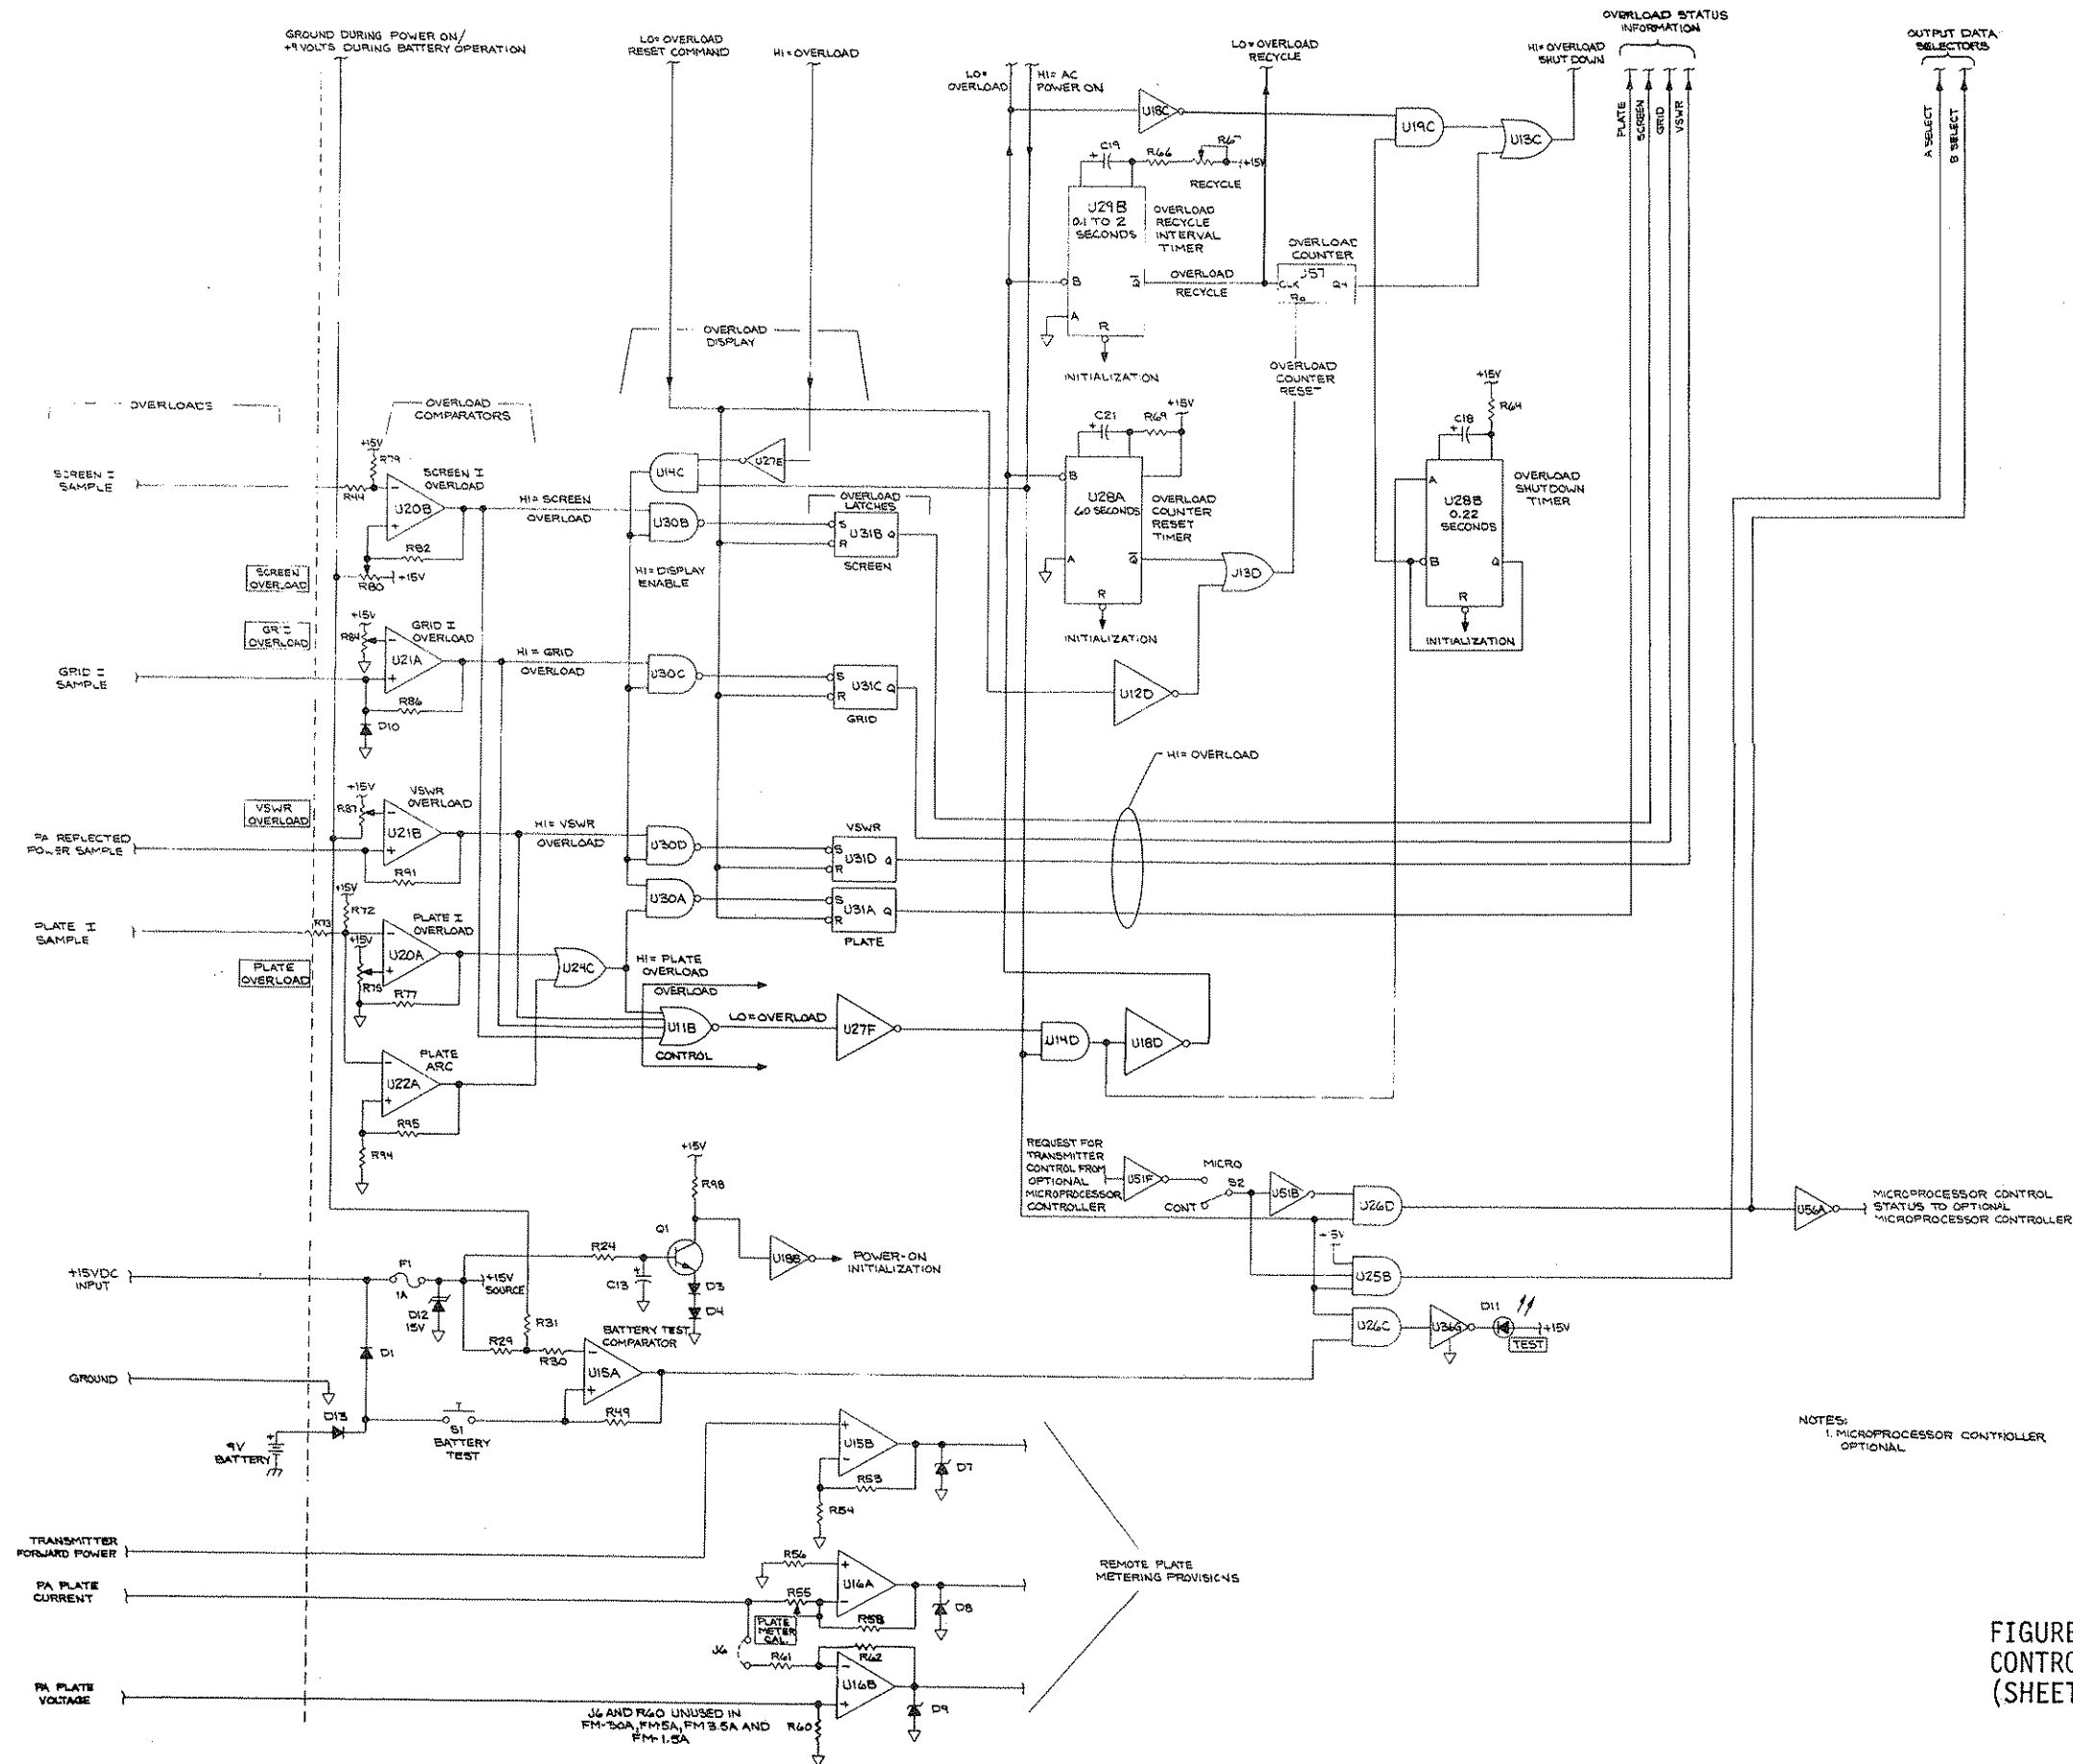 GROUND DURING POWER ON/
+9 VOLTS DURING BATTERY OPERATION
LO= OVERLOAD
RESET COMMAND
HI= OVERLOAD
LO=
OVERLOAD
HI= AC
POWER ON
LO= OVERLOAD
RECYCLE
HI= OVERLOAD
SHUT DOWN
OVERLOAD STATUS
INFORMATION
PLATE
SCREEN
GRID
VSWR
OUTPUT DATA
SELECTORS
A SELECT
B SELECT
U18C
U19C
U13C
C19
R66
R67
+15V
RECYCLE
U29B
0.1 TO 2
SECONDS
OVERLOAD
RECYCLE
INTERVAL
TIMER
B
Q
A
R
OVERLOAD
RECYCLE
INITIALIZATION
OVERLOAD
COUNTER
CLK
Q4
OVERLOAD
COUNTER
RESET
OVERLOAD
DISPLAY
OVERLOADS
OVERLOAD
COMPARATORS
SCREEN I
SAMPLE
+15V
R79
R44
SCREEN I
OVERLOAD
U20B
-
+
R82
R80
+15V
SCREEN
OVERLOAD
HI= SCREEN
OVERLOAD
U14C
U27E
U30B
HI= DISPLAY
ENABLE
OVERLOAD
LATCHES
S
R
U31B
Q
SCREEN
C21
R69
+15V
U28A
60 SECONDS
B
A
Q
R
OVERLOAD
COUNTER
RESET
TIMER
INITIALIZATION
U12D
+15V
R64
C18
U28B
0.22
SECONDS
A
B
Q
R
OVERLOAD
SHUTDOWN
TIMER
INITIALIZATION
OVERLOAD
+15V
R84
GRID I
OVERLOAD
U21A
-
+
R86
D10
GRID I
SAMPLE
HI = GRID
OVERLOAD
U30C
S
R
U31C
Q
GRID
HI= OVERLOAD
VSWR
OVERLOAD
+15V
R87
VSWR
OVERLOAD
U21B
-
+
R91
PA REFLECTED
POWER SAMPLE
HI= VSWR
OVERLOAD
U30D
VSWR
S
R
U31D
Q
U30A
S
R
U31A
Q
PLATE
+15V
R72
R73
PLATE I
SAMPLE
PLATE I
OVERLOAD
+15V
U20A
+
R75
R77
PLATE
OVERLOAD
U24C
HI= PLATE
OVERLOAD
OVERLOAD
U11B
CONTROL
LO= OVERLOAD
U27F
U14D
U18D
PLATE
ARC
U22A
-
+
R95
R94
+15V
R98
Q1
R24
C13
D3
D4
U18B
POWER-ON
INITIALIZATION
+15VDC
INPUT
F1
1A
+15V
SOURCE
D12
15V
D1
R31
R29
R30
BATTERY TEST
COMPARATOR
U15A
-
+
R49
GROUND
D13
9V
BATTERY
+
S1
BATTERY
TEST
REQUEST FOR
TRANSMITTER
CONTROL FROM
OPTIONAL
MICROPROCESSOR
CONTROLLER
U51F
MICRO
S2
CONT
U51B
U26D
U25B
U26C
U36G
D11
TEST
+15V
U56A
MICROPROCESSOR CONTROL
STATUS TO OPTIONAL
MICROPROCESSOR CONTROLLER
NOTES:
1. MICROPROCESSOR CONTROLLER
OPTIONAL
U15B
+
-
D7
R53
R54
TRANSMITTER
FORWARD POWER
PA PLATE
CURRENT
R56
R55
U16A
+
-
D8
R58
PLATE
METER
CAL.
J6
R61
R62
U16B
-
+
D9
R60
PA PLATE
VOLTAGE
J6 AND R60 UNUSED IN
FM-30A, FM5A, FM 3.5A AND
FM-1.5A
REMOTE PLATE
METERING PROVISIONS
FIGURE
CONTRO
(SHEET